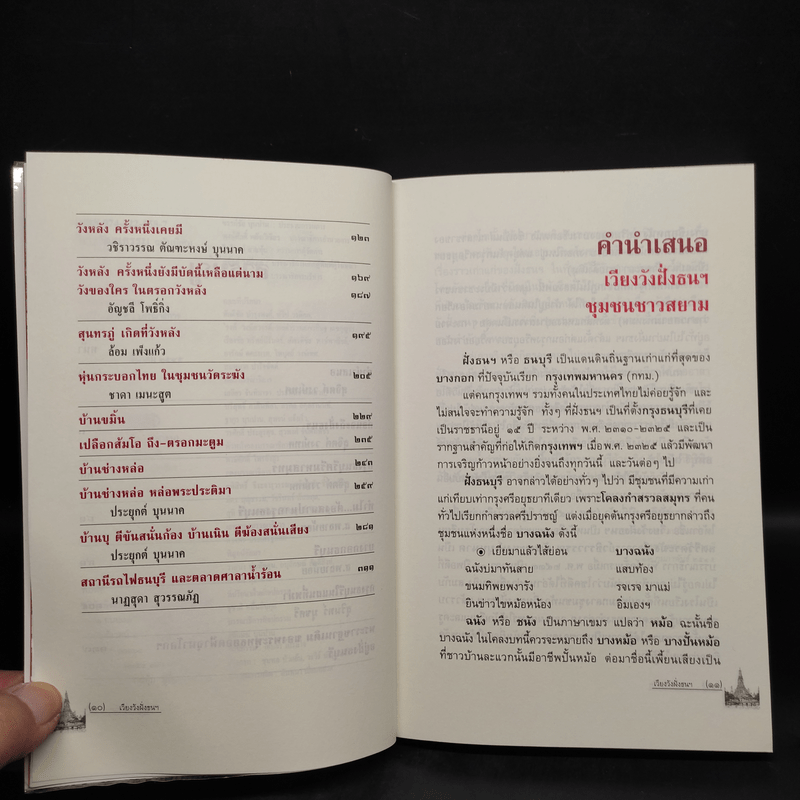 วังหลัง ครั้งหนึ่งเคยมี ๑๒๓
วชิราวรรณ ตัณฑะหงษ์ บุนนาค
วังหลัง ครั้งหนึ่งยังมีบัดนี้เหลือแต่นาม ๑๖๙
วังของใคร ในตรอกวังหลัง ๑๘๗
อัญชลี โพธิ์กิ่ง
สุนทรภู่ เกิดที่วังหลัง ๑๙๕
ล้อม เพ็งแก้ว
หุ่นกระบอกไทย ในชุมชนวัดระฆัง ๒๐๕
ชาดา เมนะสูต
บ้านขมิ้น ๒๒๙
เปลือกส้มโอ ถึง-ตรอกมะตูม ๒๓๕
บ้านช่างหล่อ ๒๔๓
บ้านช่างหล่อ หล่อพระประติมา ๒๕๙
ประยุกต์ บุนนาค
บ้านบุ ตีขันสนั่นก้อง บ้านเนิน ตีฆ้องสนั่นเสียง ๒๘๑
ประยุกต์ บุนนาค
สถานีรถไฟธนบุรี และตลาดศาลาน้ำร้อน ๓๑๑
นาฏสุดา สุวรรณภัฏ
(๑๐) เวียงวังฝั่งธนฯ
คำนำเสนอ
เวียงวังฝั่งธนฯ
ชุมชนชาวสยาม
ฝั่งธนฯ หรือ ธนบุรี เป็นแดนดินถิ่นฐานเก่าแก่ที่สุดของ
บางกอก ที่ปัจจุบันเรียก กรุงเทพมหานคร (กทม.)
แต่คนกรุงเทพฯ รวมทั้งคนในประเทศไทยไม่ค่อยรู้จัก และ
ไม่สนใจจะทำความรู้จัก ทั้งๆ ที่ฝั่งธนฯ เป็นที่ตั้งกรุงธนบุรีที่เคย
เป็นราชธานีอยู่ ๑๕ ปี ระหว่าง พ.ศ. ๒๓๑๐-๒๓๒๕ และเป็น
รากฐานสำคัญที่ก่อให้เกิดกรุงเทพฯ เมื่อพ.ศ. ๒๓๒๕ แล้วมีพัฒนา
การเจริญก้าวหน้าอย่างยิ่งจนถึงทุกวันนี้ และวันต่อๆ ไป
ฝั่งธนบุรี อาจกล่าวได้อย่างทั่วๆ ไปว่า มีชุมชนที่มีความเก่า
แก่เทียบเท่ากรุงศรีอยุธยาทีเดียว เพราะโคลงกำสรวลสมุทร ที่คน
ทั่วไปเรียกกำสรวลศรีปราชญ์ แต่งเมื่อยุคต้นกรุงศรีอยุธยากล่าวถึง
ชุมชนแห่งหนึ่งชื่อ บางฉนัง ดังนี้
◉ เยียมาแล้วไส้ย่อน บางฉนัง
ฉนังบ่มาทันสาย แสบท้อง
ขนมทิพยพงารัง รจเรจ มาแม่
ยินข่าวไขหม้อหน้อง อิ่มเองฯ
ฉนัง หรือ ชนัง เป็นภาษาเขมร แปลว่า หม้อ ฉะนั้นชื่อ
บางฉนัง ในโคลงบทนี้ควรจะหมายถึง บางหม้อ หรือ บางปั้นหม้อ
ที่ชาวบ้านละแวกนั้นมีอาชีพปั้นหม้อ ต่อมาชื่อนี้เพี้ยนเสียงเป็น
เวียงวังฝั่งธนฯ (๑๑)